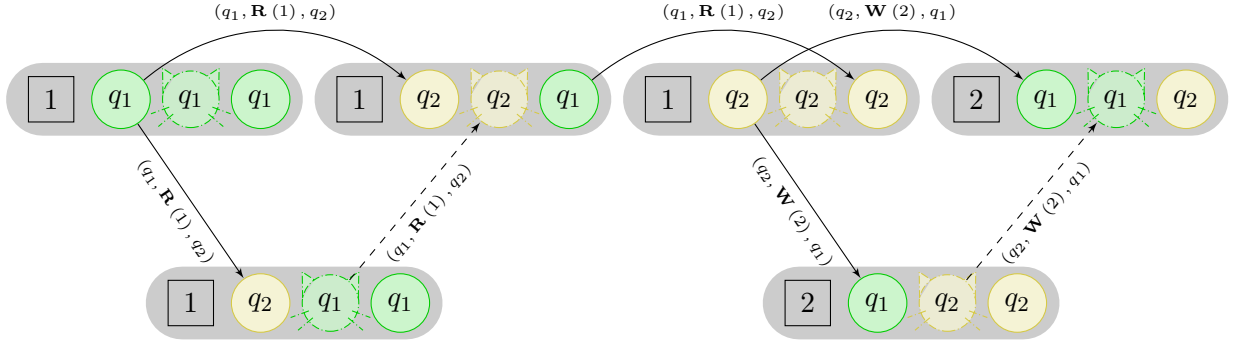 (q₁, R (1), q₂)
(q₁, R (1), q₂)
(q₂, W (2), q₁)
1 q₁ q₁ q₁
1 q₂ q₂ q₁
1 q₂ q₂ q₂
2 q₁ q₁ q₂
(q₁, R (1), q₂)
(q₁, R (1), q₂)
(q₂, W (2), q₁)
(q₂, W (2), q₁)
1 q₂ q₁ q₁
2 q₁ q₂ q₂